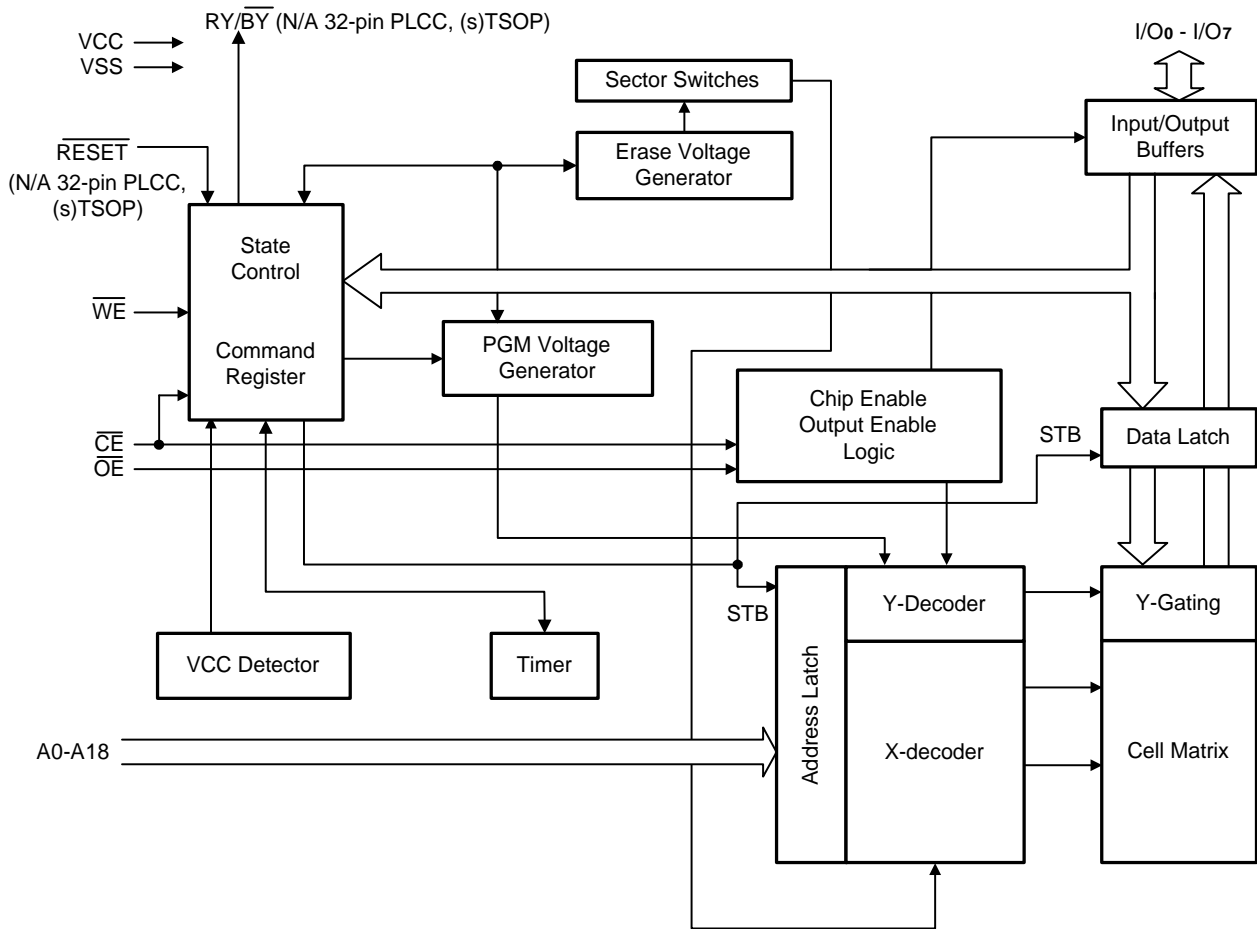 RY/BY (N/A 32-pin PLCC, (s)TSOP)
VCC
VSS
I/O0 - I/O7
Sector Switches
Input/Output
Buffers
RESET
(N/A 32-pin PLCC,
(s)TSOP)
Erase Voltage
Generator
State
Control
WE
Command
Register
PGM Voltage
Generator
Chip Enable
Output Enable
Logic
CE
OE
STB
Data Latch
STB
Address Latch
Y-Decoder
Y-Gating
VCC Detector
Timer
A0-A18
X-decoder
Cell Matrix